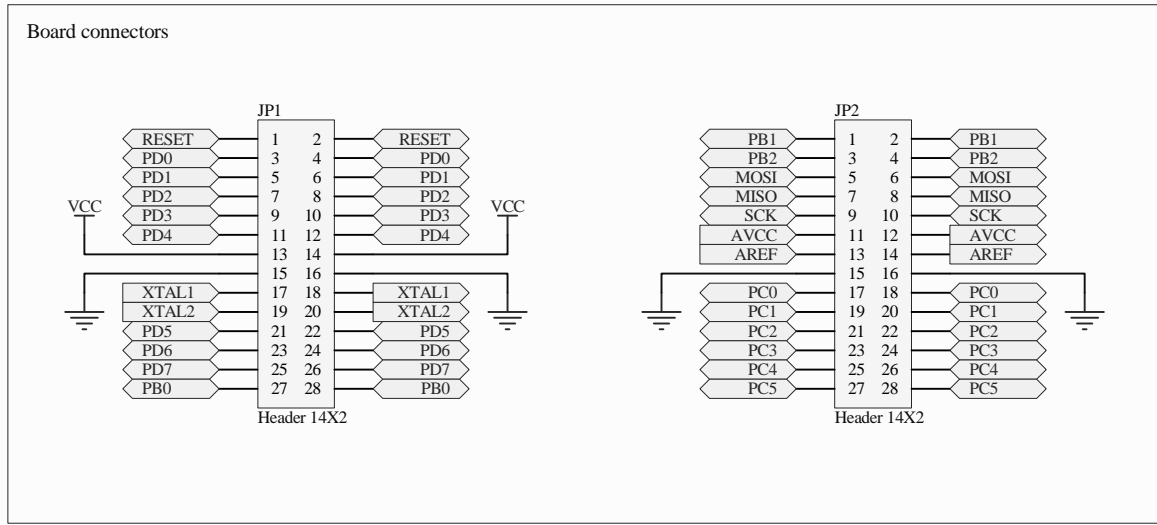 Board connectors
JP1
RESET 1 2 RESET
PD0 3 4 PD0
PD1 5 6 PD1
PD2 7 8 PD2
VCC PD3 9 10 PD3 VCC
PD4 11 12 PD4
13 14
15 16
XTAL1 17 18 XTAL1
XTAL2 19 20 XTAL2
PD5 21 22 PD5
PD6 23 24 PD6
PD7 25 26 PD7
PB0 27 28 PB0
Header 14X2
JP2
PB1 1 2 PB1
PB2 3 4 PB2
MOSI 5 6 MOSI
MISO 7 8 MISO
SCK 9 10 SCK
AVCC 11 12 AVCC
AREF 13 14 AREF
15 16
PC0 17 18 PC0
PC1 19 20 PC1
PC2 21 22 PC2
PC3 23 24 PC3
PC4 25 26 PC4
PC5 27 28 PC5
Header 14X2